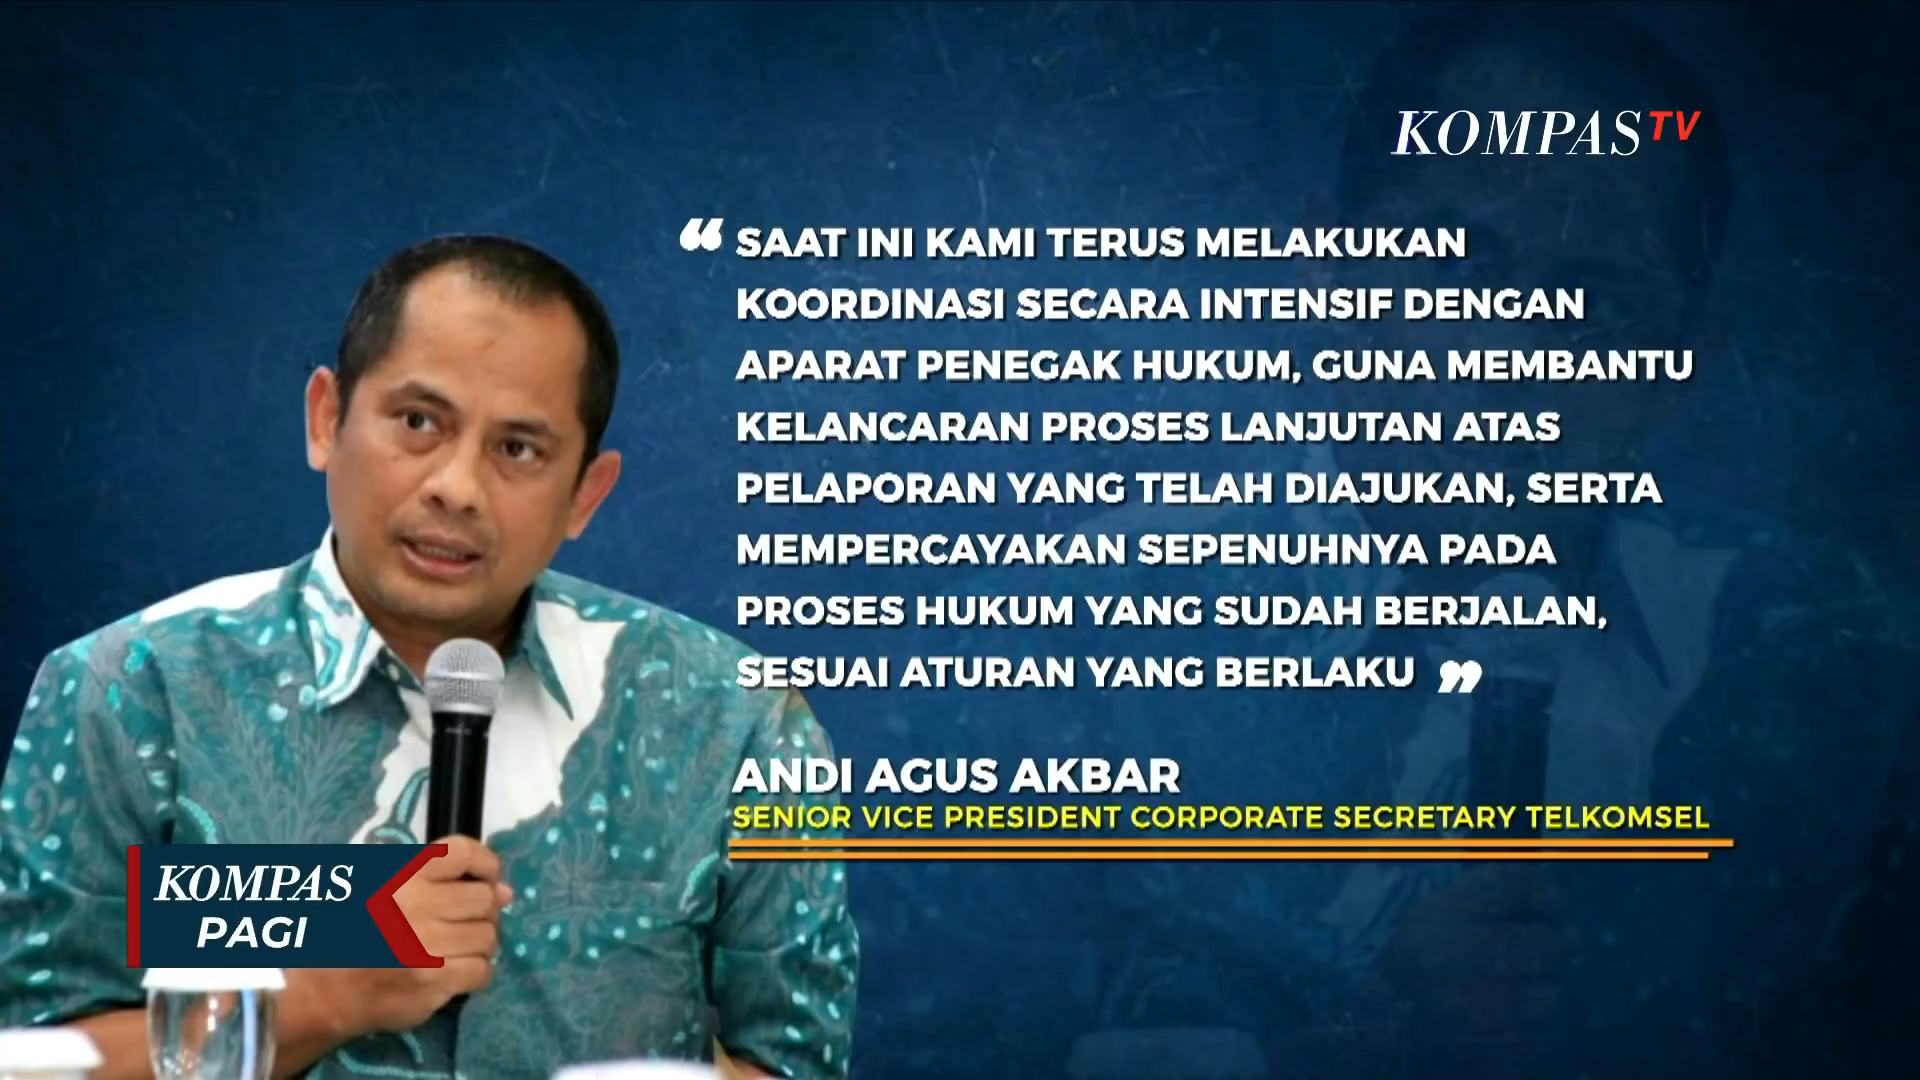 KOMPAS TV
“ SAAT INI KAMI TERUS MELAKUKAN
KOORDINASI SECARA INTENSIF DENGAN
APARAT PENEGAK HUKUM, GUNA MEMBANTU
KELANCARAN PROSES LANJUTAN ATAS
PELAPORAN YANG TELAH DIAJUKAN, SERTA
MEMPERCAYAKAN SEPENUHNYA PADA
PROSES HUKUM YANG SUDAH BERJALAN,
SESUAI ATURAN YANG BERLAKU ”
ANDI AGUS AKBAR
SENIOR VICE PRESIDENT CORPORATE SECRETARY TELKOMSEL
KOMPAS
PAGI